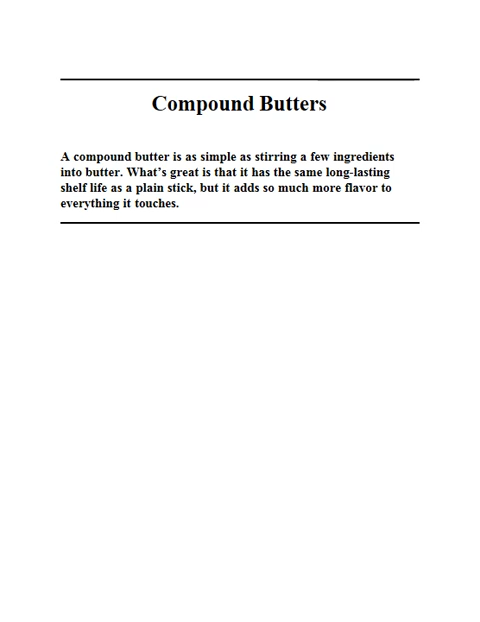 Compound Butters
A compound butter is as simple as stirring a few ingredients
into butter. What’s great is that it has the same long-lasting
shelf life as a plain stick, but it adds so much more flavor to
everything it touches.